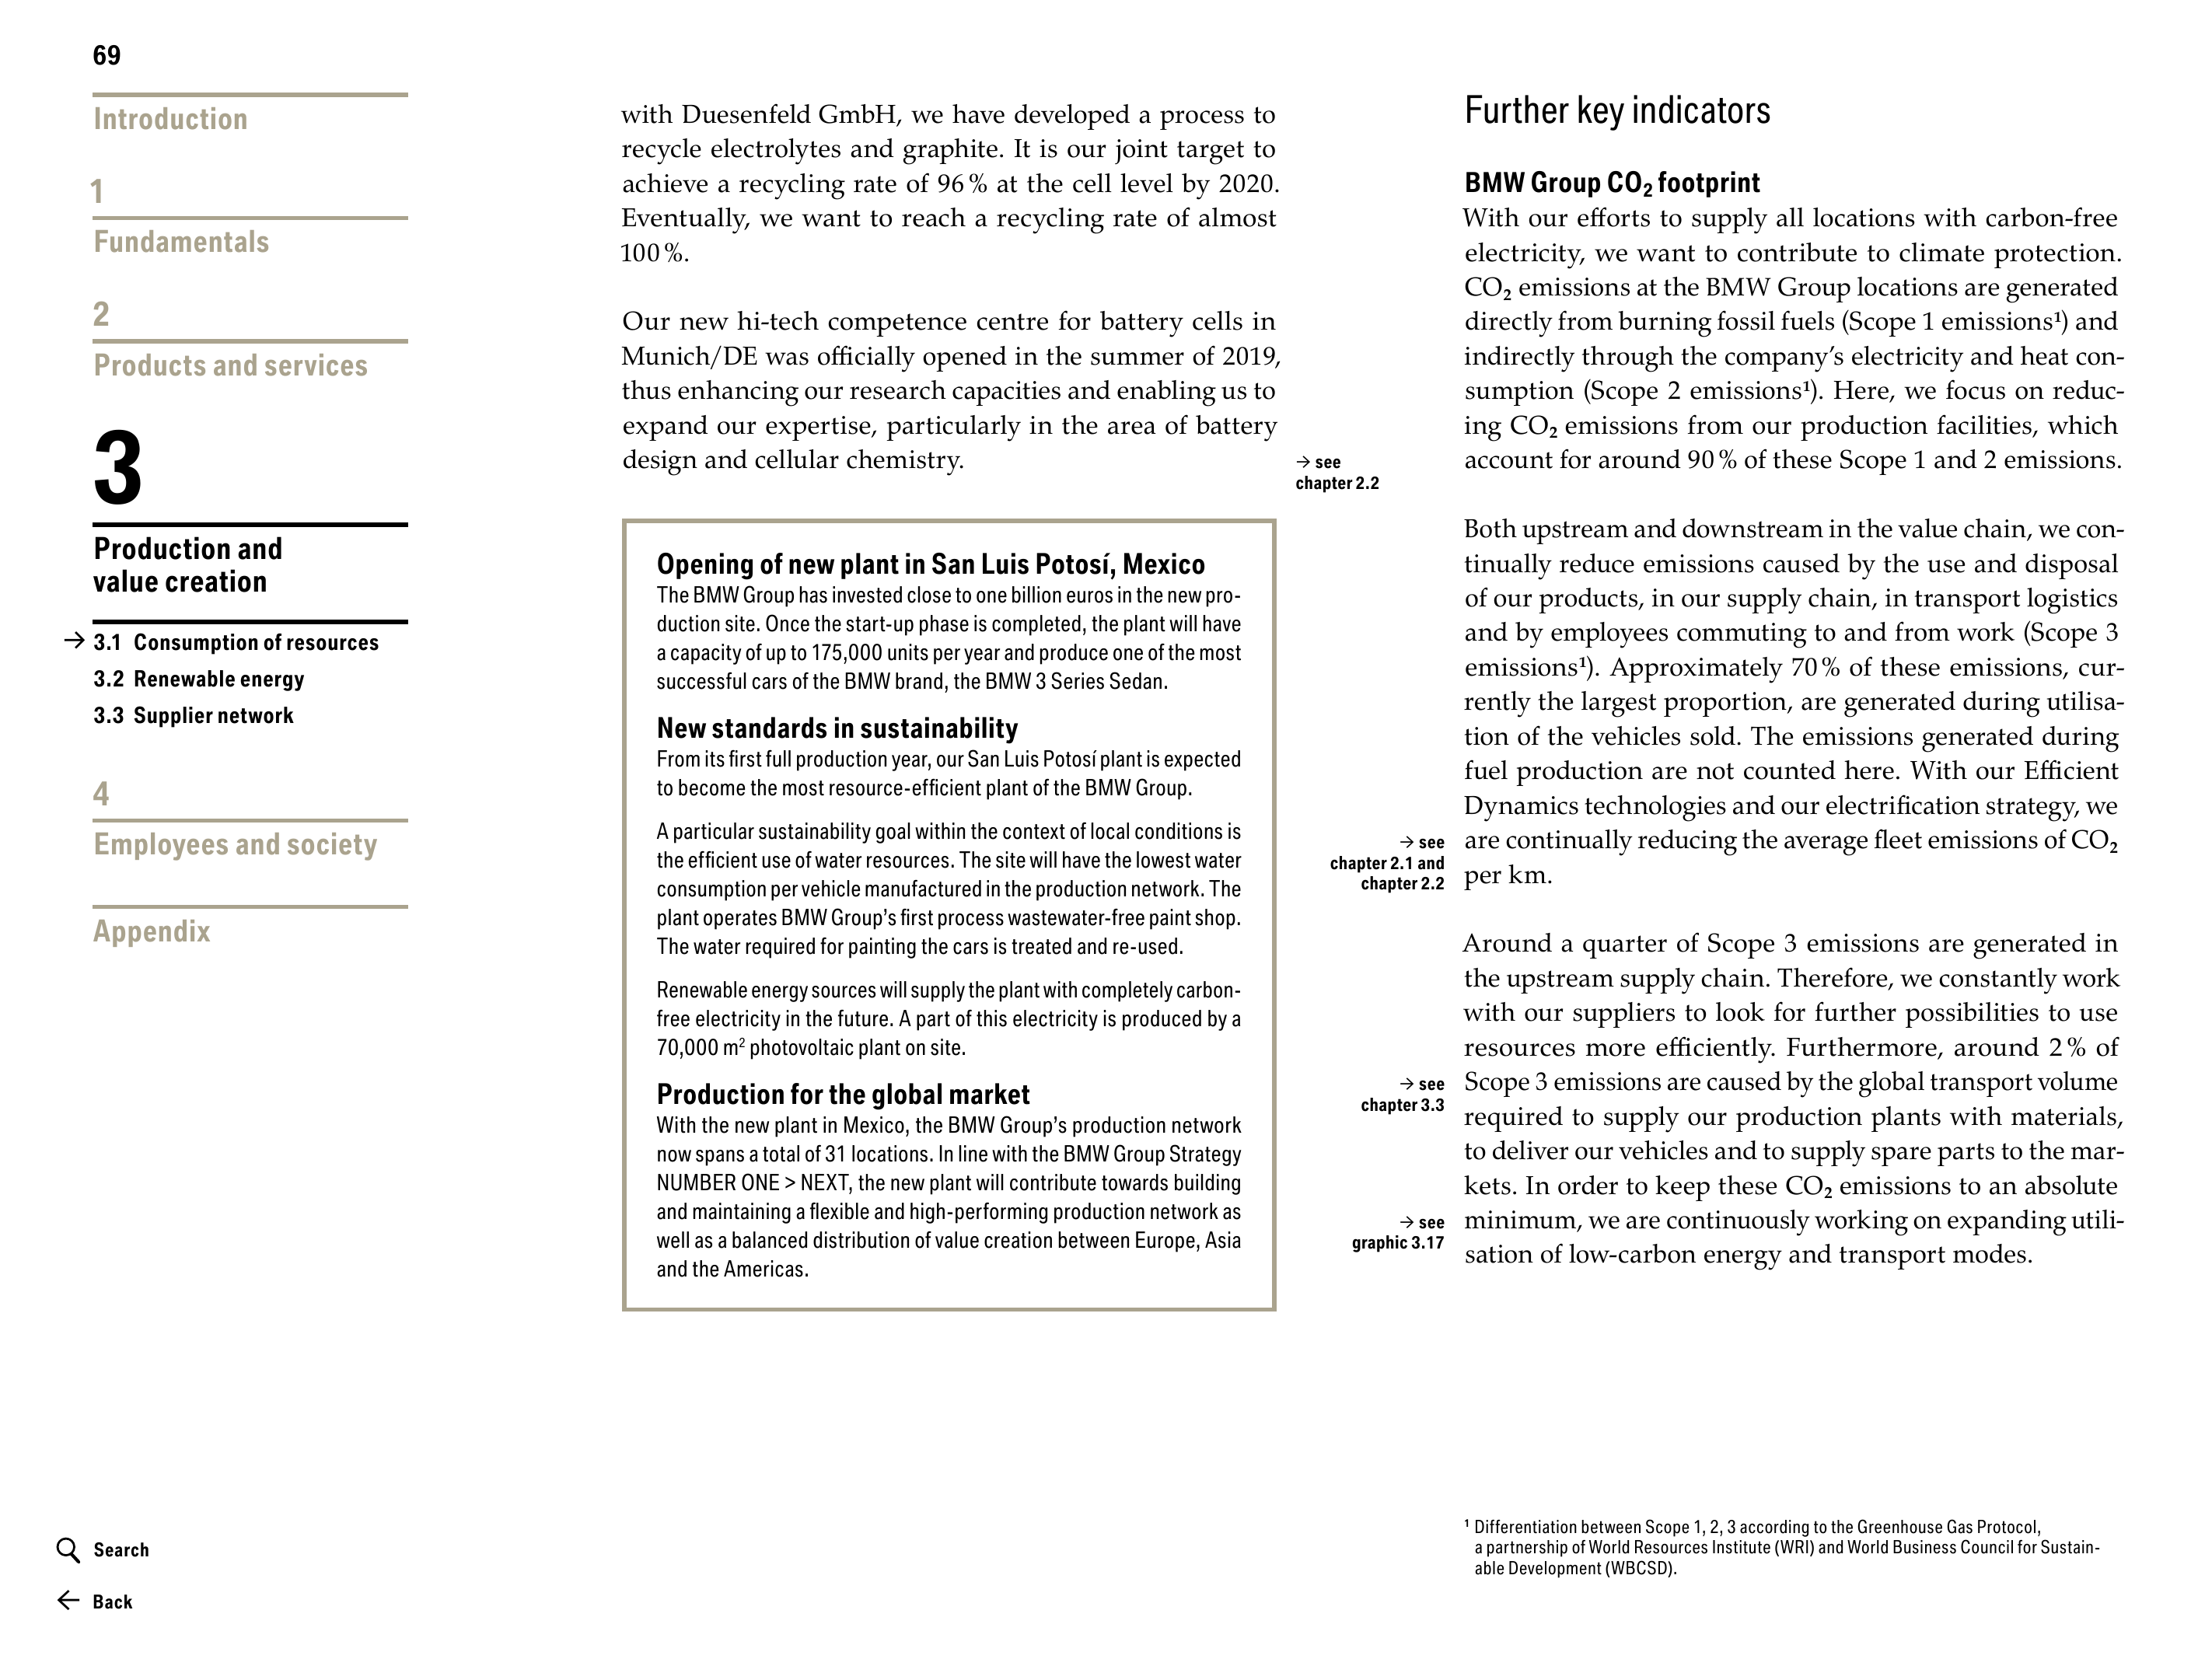 69
Introduction
1
Fundamentals
2
Products and services
3
Production and
value creation
→ 3.1 Consumption of resources
3.2 Renewable energy
3.3 Supplier network
4
Employees and society
Appendix
Search
← Back
with Duesenfeld GmbH, we have developed a process to
recycle electrolytes and graphite. It is our joint target to
achieve a recycling rate of 96 % at the cell level by 2020.
Eventually, we want to reach a recycling rate of almost
100 %.
Our new hi-tech competence centre for battery cells in
Munich/DE was officially opened in the summer of 2019,
thus enhancing our research capacities and enabling us to
expand our expertise, particularly in the area of battery
design and cellular chemistry.
→ see
chapter 2.2
Opening of new plant in San Luis Potosí, Mexico
The BMW Group has invested close to one billion euros in the new pro-
duction site. Once the start-up phase is completed, the plant will have
a capacity of up to 175,000 units per year and produce one of the most
successful cars of the BMW brand, the BMW 3 Series Sedan.
New standards in sustainability
From its first full production year, our San Luis Potosí plant is expected
to become the most resource-efficient plant of the BMW Group.
A particular sustainability goal within the context of local conditions is
the efficient use of water resources. The site will have the lowest water
consumption per vehicle manufactured in the production network. The
plant operates BMW Group's first process wastewater-free paint shop.
The water required for painting the cars is treated and re-used.
Renewable energy sources will supply the plant with completely carbon-
free electricity in the future. A part of this electricity is produced by a
70,000 m² photovoltaic plant on site.
Production for the global market
With the new plant in Mexico, the BMW Group's production network
now spans a total of 31 locations. In line with the BMW Group Strategy
NUMBER ONE > NEXT, the new plant will contribute towards building
and maintaining a flexible and high-performing production network as
well as a balanced distribution of value creation between Europe, Asia
and the Americas.
Further key indicators
BMW Group CO₂ footprint
With our efforts to supply all locations with carbon-free
electricity, we want to contribute to climate protection.
CO₂ emissions at the BMW Group locations are generated
directly from burning fossil fuels (Scope 1 emissions¹) and
indirectly through the company's electricity and heat con-
sumption (Scope 2 emissions¹). Here, we focus on reduc-
ing CO₂ emissions from our production facilities, which
account for around 90 % of these Scope 1 and 2 emissions.
Both upstream and downstream in the value chain, we con-
tinually reduce emissions caused by the use and disposal
of our products, in our supply chain, in transport logistics
and by employees commuting to and from work (Scope 3
emissions¹). Approximately 70 % of these emissions, cur-
rently the largest proportion, are generated during utilisa-
tion of the vehicles sold. The emissions generated during
fuel production are not counted here. With our Efficient
Dynamics technologies and our electrification strategy, we
are continually reducing the average fleet emissions of CO₂
per km.
→ see
chapter 2.1 and
chapter 2.2
Around a quarter of Scope 3 emissions are generated in
the upstream supply chain. Therefore, we constantly work
with our suppliers to look for further possibilities to use
resources more efficiently. Furthermore, around 2 % of
Scope 3 emissions are caused by the global transport volume
required to supply our production plants with materials,
to deliver our vehicles and to supply spare parts to the mar-
kets. In order to keep these CO₂ emissions to an absolute
minimum, we are continuously working on expanding utili-
sation of low-carbon energy and transport modes.
→ see
chapter 3.3
→ see
graphic 3.17
¹ Differentiation between Scope 1, 2, 3 according to the Greenhouse Gas Protocol,
a partnership of World Resources Institute (WRI) and World Business Council for Sustain-
able Development (WBCSD).